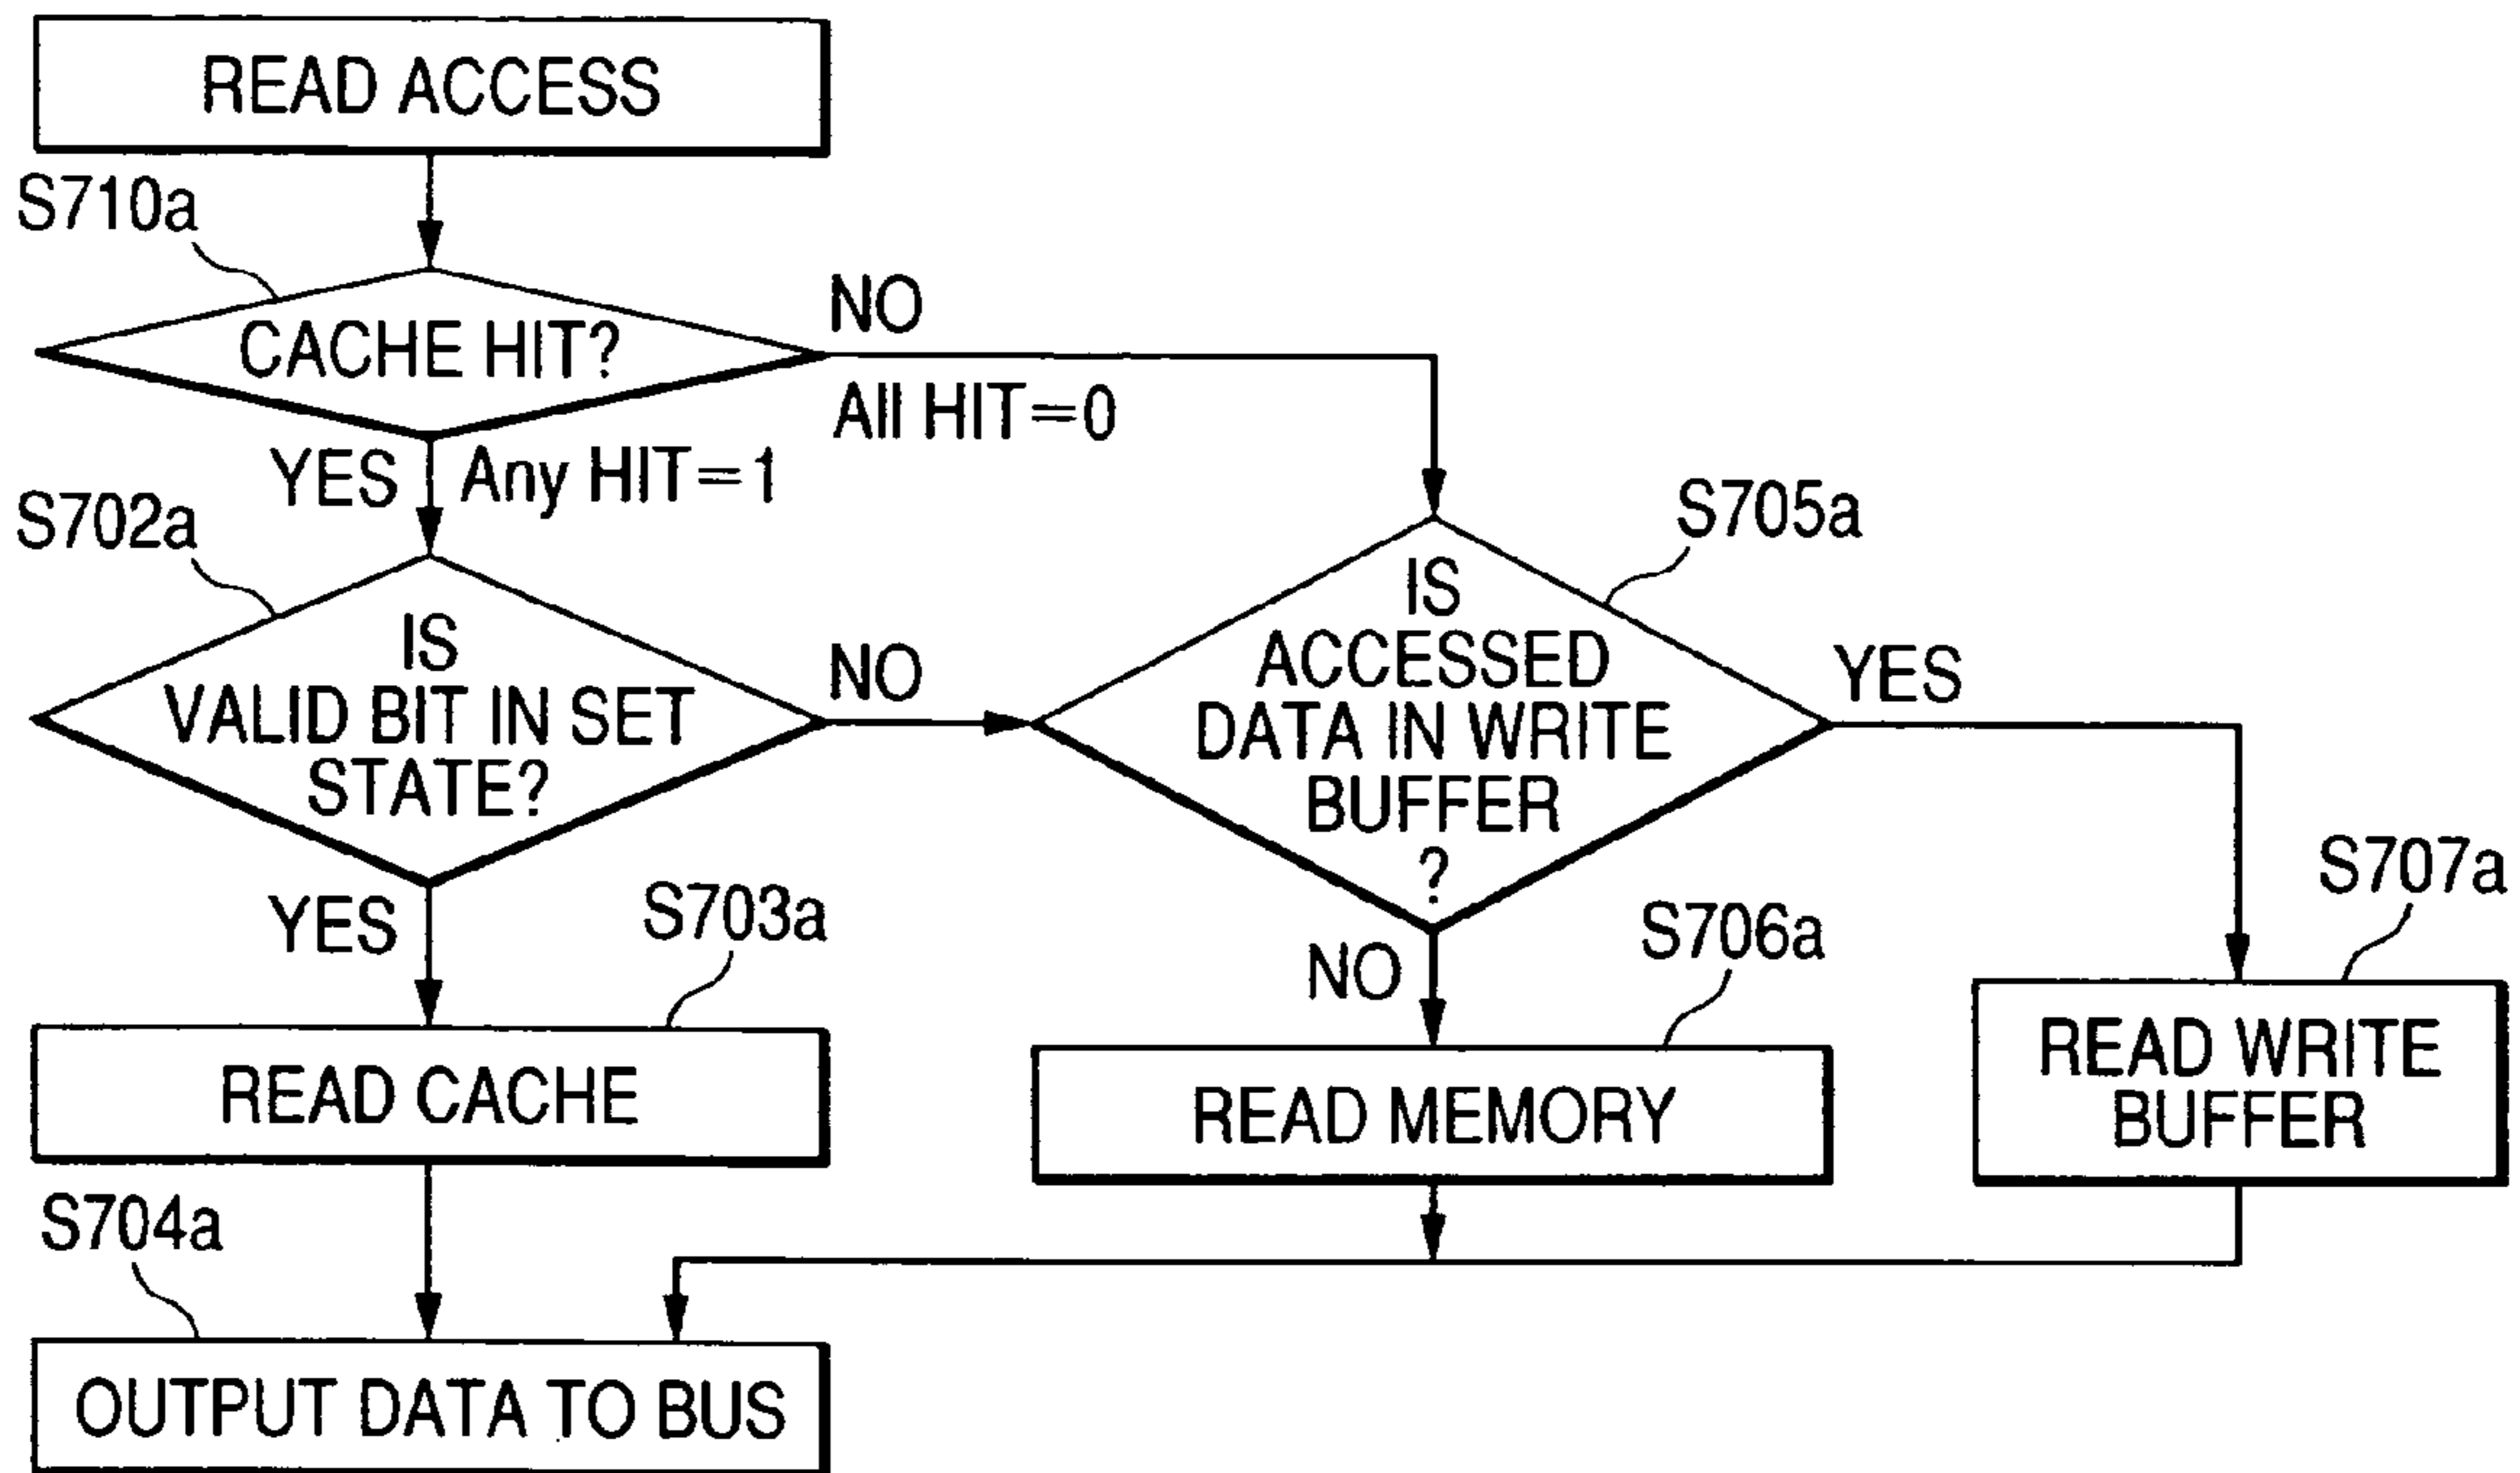 READ ACCESS
S710a
CACHE HIT?
NO
All HIT=0
YES
Any HIT=1
S702a
IS
VALID BIT IN SET
STATE?
NO
S705a
IS
ACCESSED
DATA IN WRITE
BUFFER
?
YES
YES
S703a
READ CACHE
NO
S706a
READ MEMORY
S707a
READ WRITE
BUFFER
S704a
OUTPUT DATA TO BUS